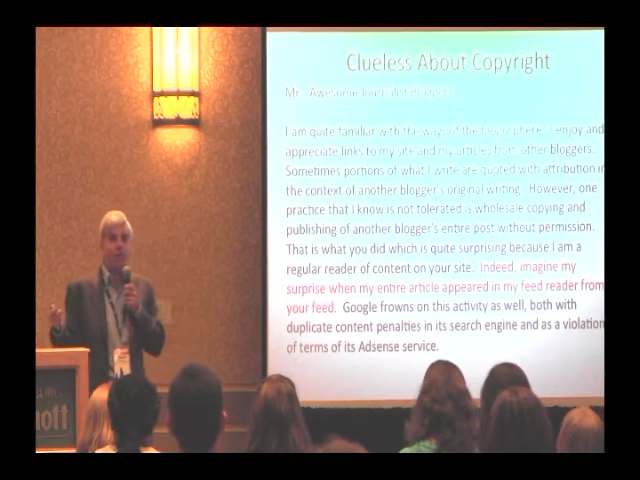 Clueless About Copyright
Mr. Awesome
I am quite familiar with the ways of the blogosphere. I enjoy and
appreciate links to my site and my articles from other bloggers.
Sometimes portions of what I write are quoted with attribution in
the context of another blogger's original writing. However, one
practice that I know is not tolerated is wholesale copying and
publishing of another blogger's entire post without permission.
That is what you did which is quite surprising because I am a
regular reader of content on your site. Indeed, imagine my
surprise when my entire article appeared in my feed reader from
your feed. Google frowns on this activity as well, both with
duplicate content penalties in its search engine and as a violation
of terms of its Adsense service.